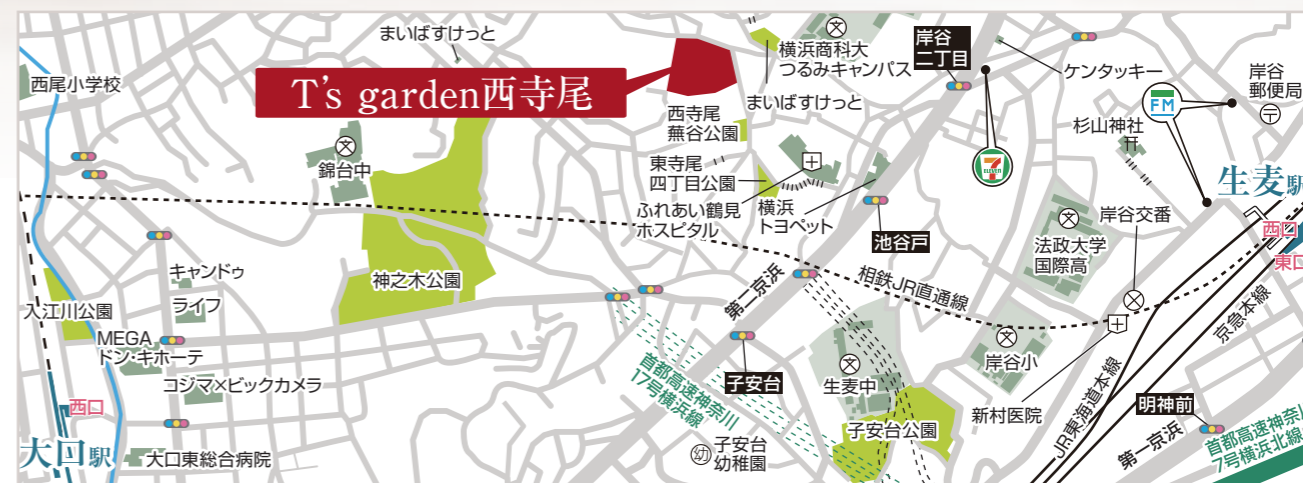 まいばすけっと
西尾小学校
T's garden西寺尾
錦台中
横浜商科大
つるみキャンパス
まいばすけっと
岸谷
二丁目
ケンタッキー
岸谷
郵便局
FM
杉山神社
7
ELEVEN
西寺尾
蕪谷公園
東寺尾
四丁目公園
ふれあい鶴見
ホスピタル
横浜
トヨペット
池谷戸
生麦駅
西口
東口
岸谷交番
法政大学
国際高
相鉄JR直通線
神之木公園
キャンドゥ
ライフ
入江川公園
MEGA
ドン・キホーテ
コジマ×ビックカメラ
西口
大口駅
大口東総合病院
第二京浜
子安台
首都高速神奈川
17号横浜線
生麦中
岸谷小
新村医院
子安台公園
幼
子安台
幼稚園
JR東海道本線
京急本線
明神前
第一京浜
首都高速神奈川
7号横浜北線
文
文
文
文
文